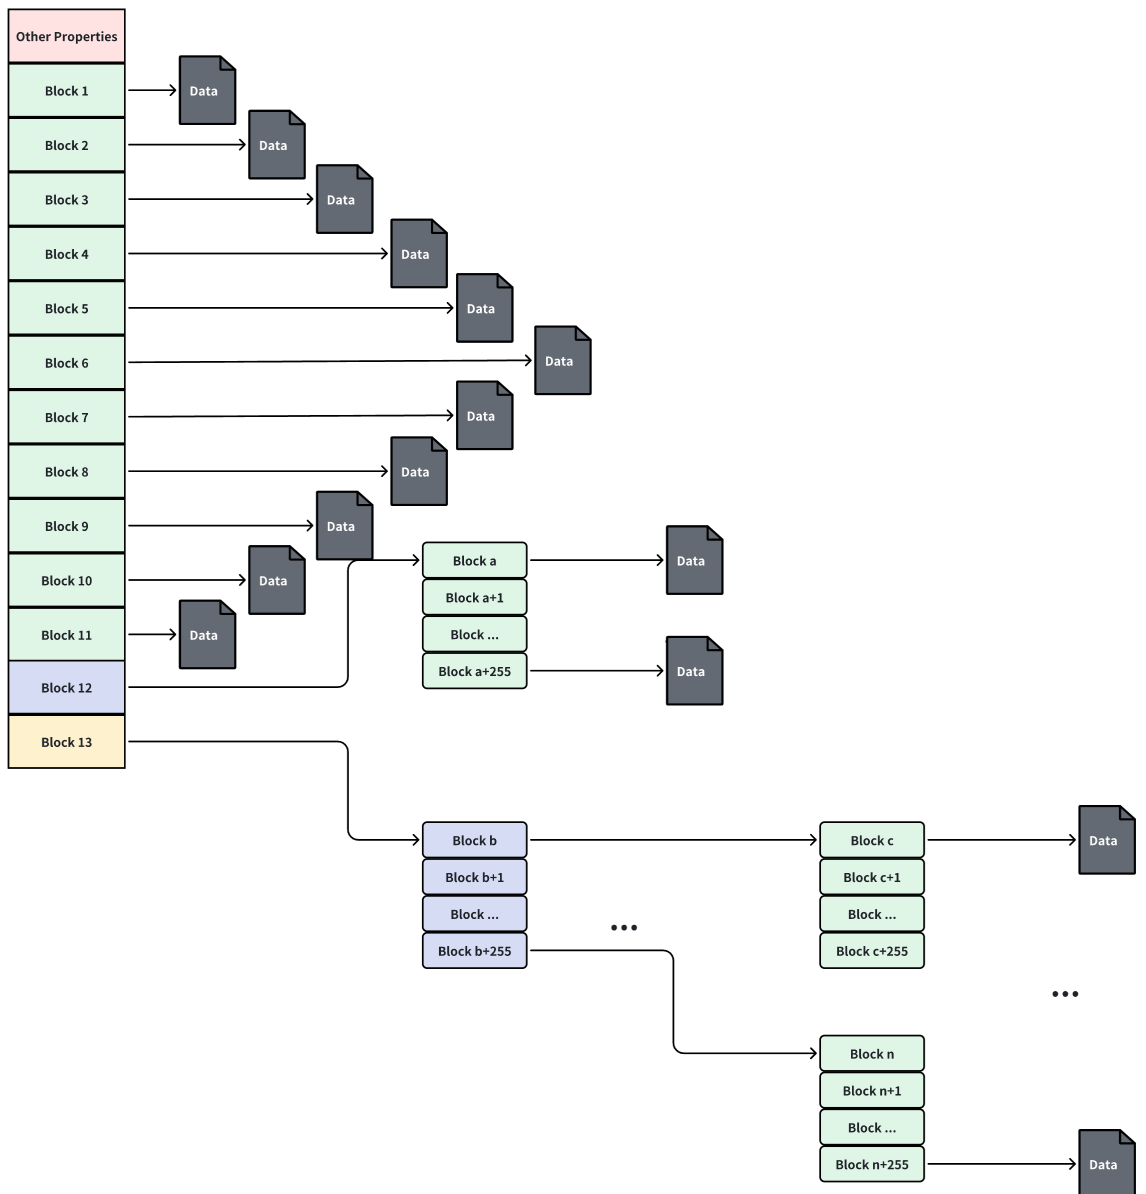 Other Properties
Block 1
Data
Block 2
Data
Block 3
Data
Block 4
Data
Block 5
Data
Block 6
Data
Block 7
Data
Block 8
Data
Block 9
Data
Block 10
Data
Block 11
Data
Block 12
Block a
Data
Block a+1
Block ...
Block a+255
Data
Block 13
Block b
Block c
Data
Block b+1
Block c+1
Block ...
Block ...
Block b+255
Block c+255
...
...
Block n
Block n+1
Block ...
Block n+255
Data